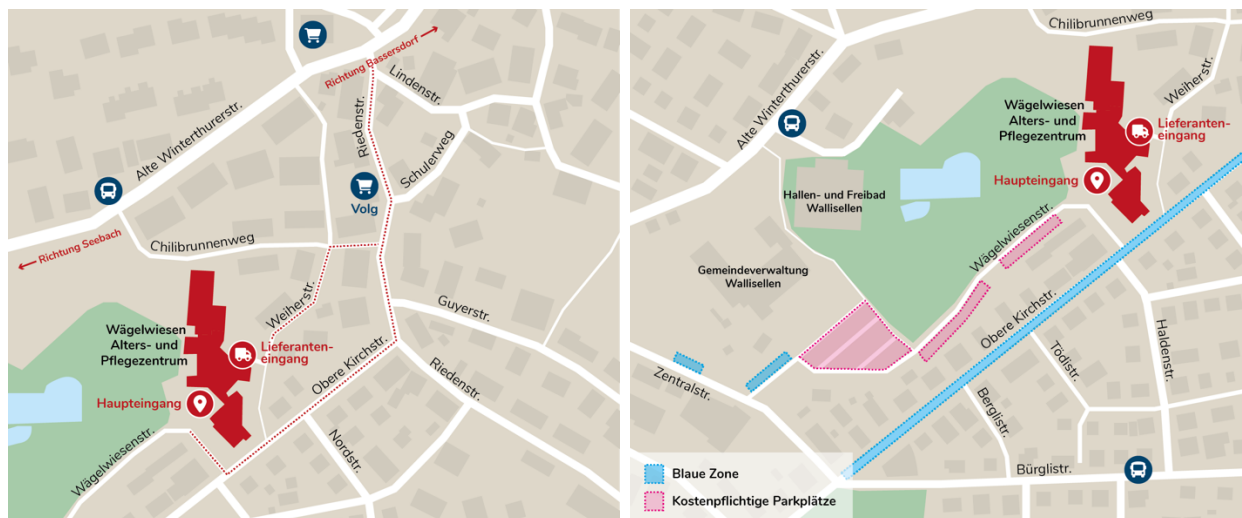 Richtung Bassersdorf
Lindenstr.
Alte Winterthurerstr.
Riedenstr.
Schulerweg
Volg
Richtung Seebach
Chilibrunnenweg
Weiherstr.
Guyerstr.
Wägelwiesen
Alters- und
Pflegezentrum
Lieferanten-
eingang
Obere Kirchstr.
Riedenstr.
Haupteingang
Wägelwiesenstr.
Nordstr.
Chilibrunnenweg
Alte Winterthurerstr.
Weiherstr.
Wägelwiesen
Alters- und
Pflegezentrum
Lieferanten-
eingang
Haupteingang
Hallen- und Freibad
Wallisellen
Wägelwiesenstr.
Gemeindeverwaltung
Wallisellen
Obere Kirchstr.
Haldenstr.
Tödistr.
Zentralstr.
Berglistr.
Bürglistr.
Blaue Zone
Kostenpflichtige Parkplätze